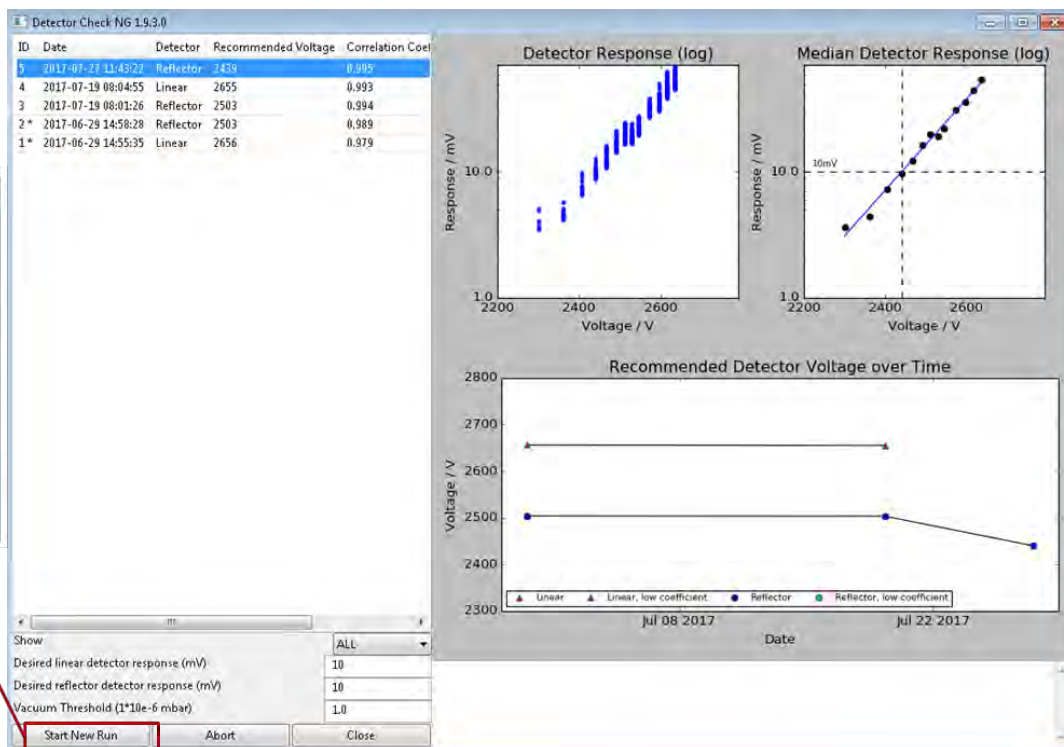 Detector Check NG 1.9.3.0
ID Date Detector Recommended Voltage Correlation Coef
5 2017-07-27 11:43:22 Reflector 2439 0.995
4 2017-07-19 08:04:55 Linear 2655 0.993
3 2017-07-19 08:01:26 Reflector 2503 0.994
2 * 2017-06-29 14:58:28 Reflector 2503 0.989
1 * 2017-06-29 14:55:35 Linear 2656 0.979
Show ALL
Desired linear detector response (mV) 10
Desired reflector detector response (mV) 10
Vacuum Threshold (1*10e-6 mbar) 1.0
Start New Run Abort Close
Detector Response (log)
Response / mV
10.0
1.0
2200 2400 2600
Voltage / V
Median Detector Response (log)
Response / mV
10mV
10.0
1.0
2200 2400 2600
Voltage / V
Recommended Detector Voltage over Time
Voltage / V
2800
2700
2600
2500
2400
2300
Linear Linear, low coefficient Reflector Reflector, low coefficient
Jul 08 2017 Jul 22 2017
Date